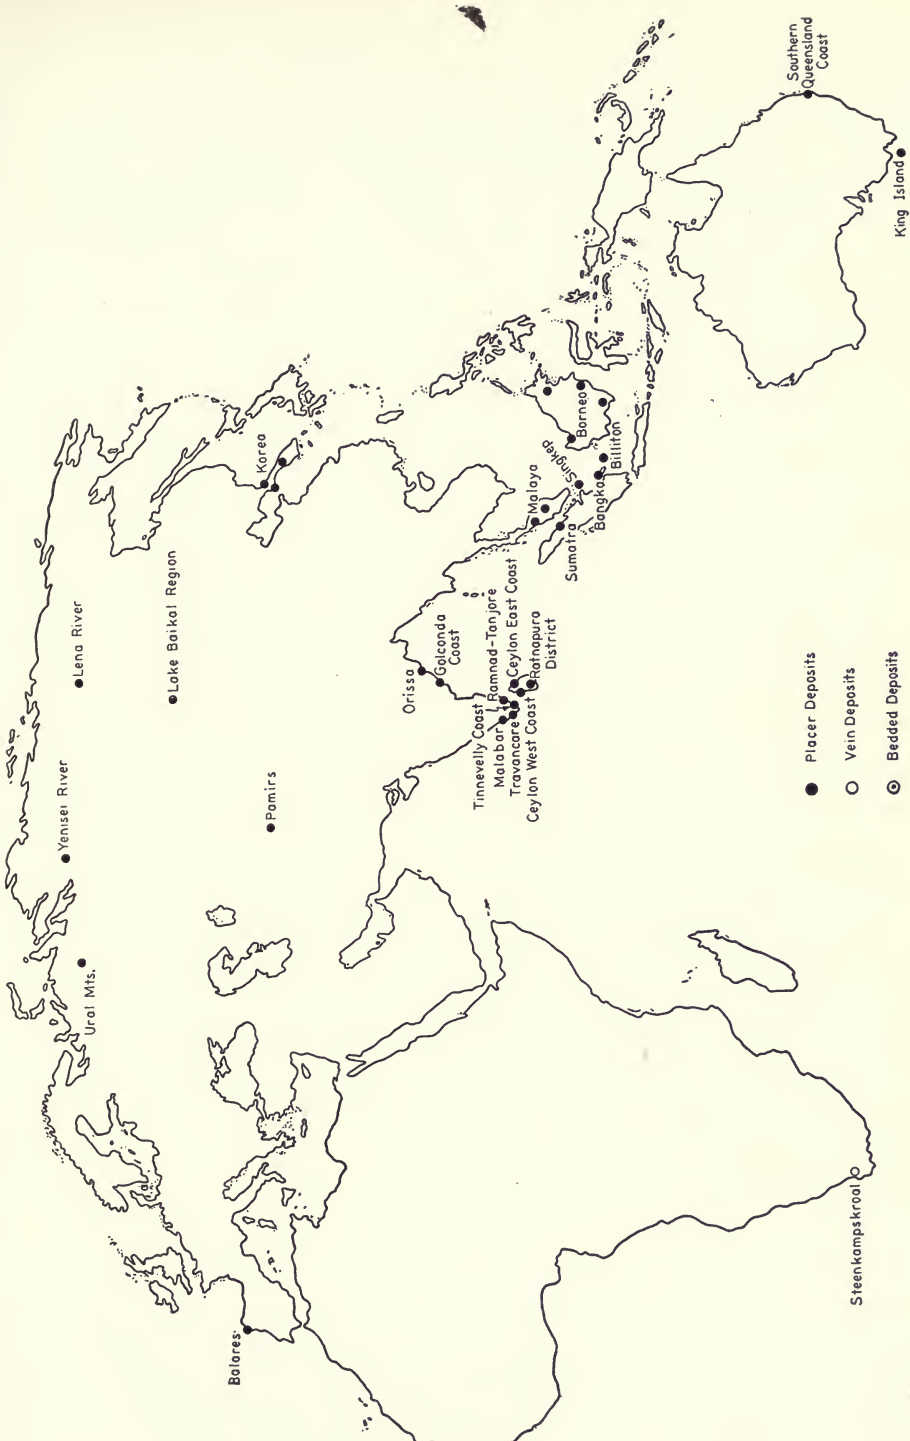 Balares
Ural Mts.
Yenisei River
Lena River
Lake Baikal Region
Pamirs
Korea
Orissa
Golconda
Coast
Tinnevelly Coast
Malabar
Travancare
Ceylon West Coast
Ramnad-Tanjore
Ceylon East Coast
Ratnapura
District
Malaya
Singkep
Sumatra
Bangka
Billiton
Borneo
Southern
Queensland
Coast
King Island
Steenkampskraal
Placer Deposits
Vein Deposits
Bedded Deposits